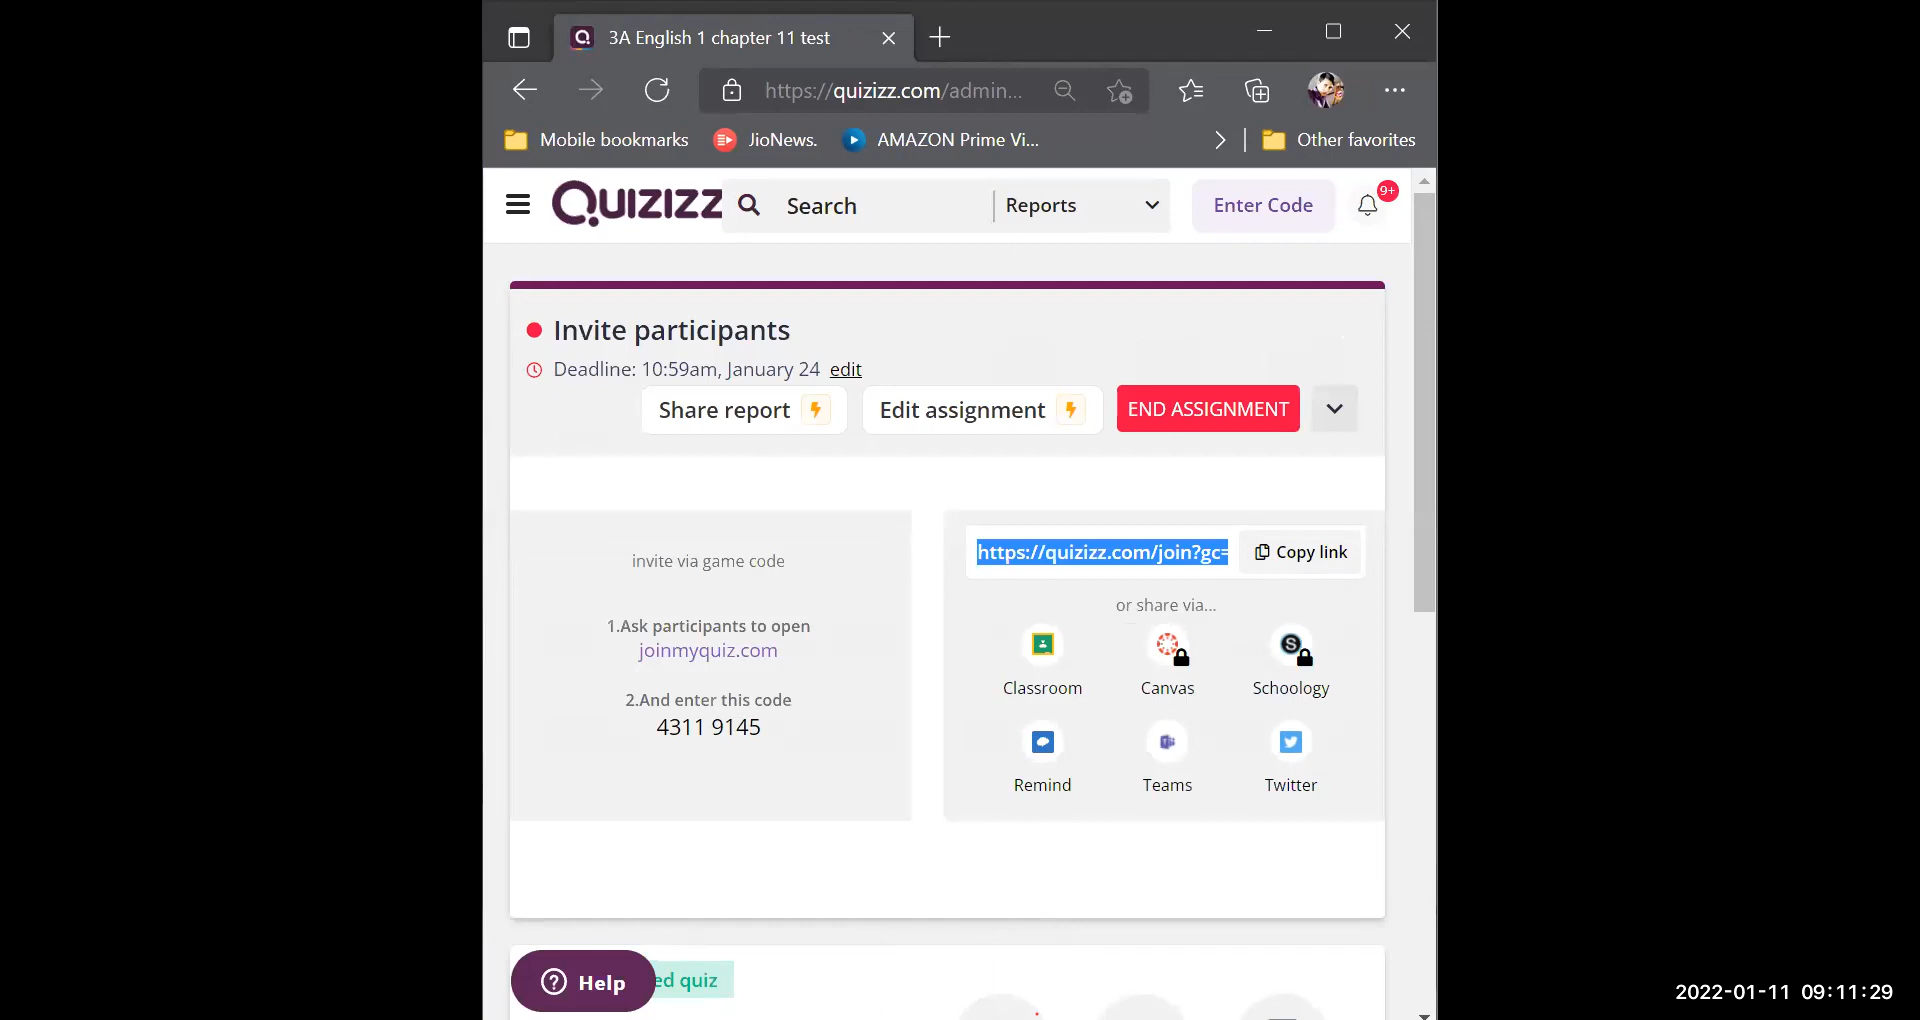 3A English 1 chapter 11 test
https://quizizz.com/admin...
Mobile bookmarks JioNews. AMAZON Prime Vi... Other favorites
Quizizz Search Reports Enter Code 9+
Invite participants
Deadline: 10:59am, January 24 edit
Share report Edit assignment END ASSIGNMENT
https://quizizz.com/join?gc= Copy link
invite via game code
or share via...
1.Ask participants to open
joinmyquiz.com
Classroom Canvas Schoology
2.And enter this code
4311 9145
Remind Teams Twitter
Help ed quiz
2022-01-11 09:11:29